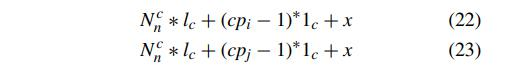 $N_n^c * l_c + (cp_i - 1)^* 1_c + x$ (22)
$N_n^c * l_c + (cp_j - 1)^* 1_c + x$ (23)